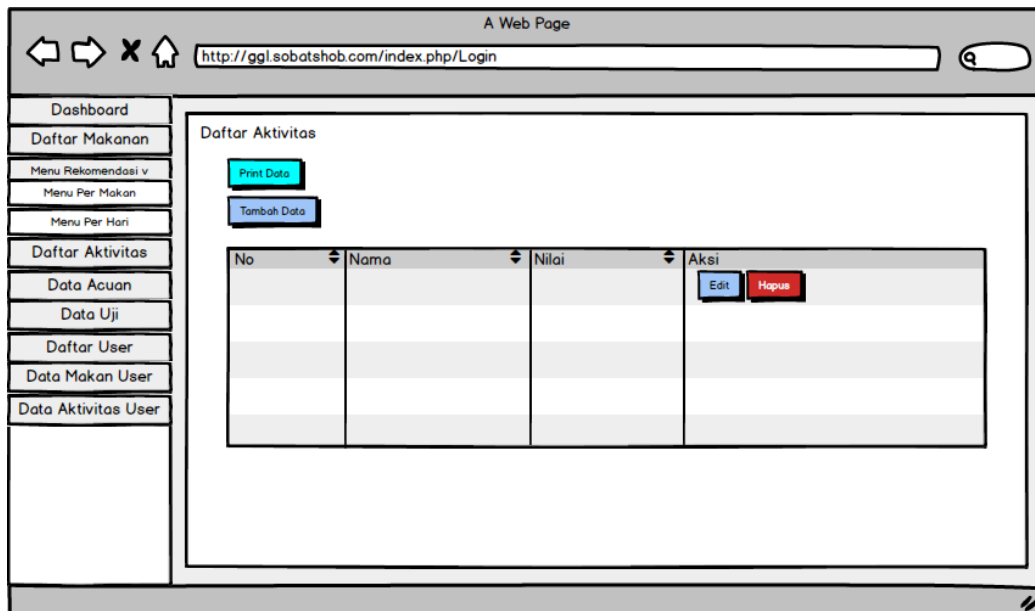 A Web Page
http://ggl.sobatshob.com/index.php/Login
Dashboard
Daftar Makanan
Menu Rekomendasi v
Menu Per Makan
Menu Per Hari
Daftar Aktivitas
Data Acuan
Data Uji
Daftar User
Data Makan User
Data Aktivitas User
Daftar Aktivitas
Print Data
Tambah Data
No Nama Nilai Aksi
Edit Hapus